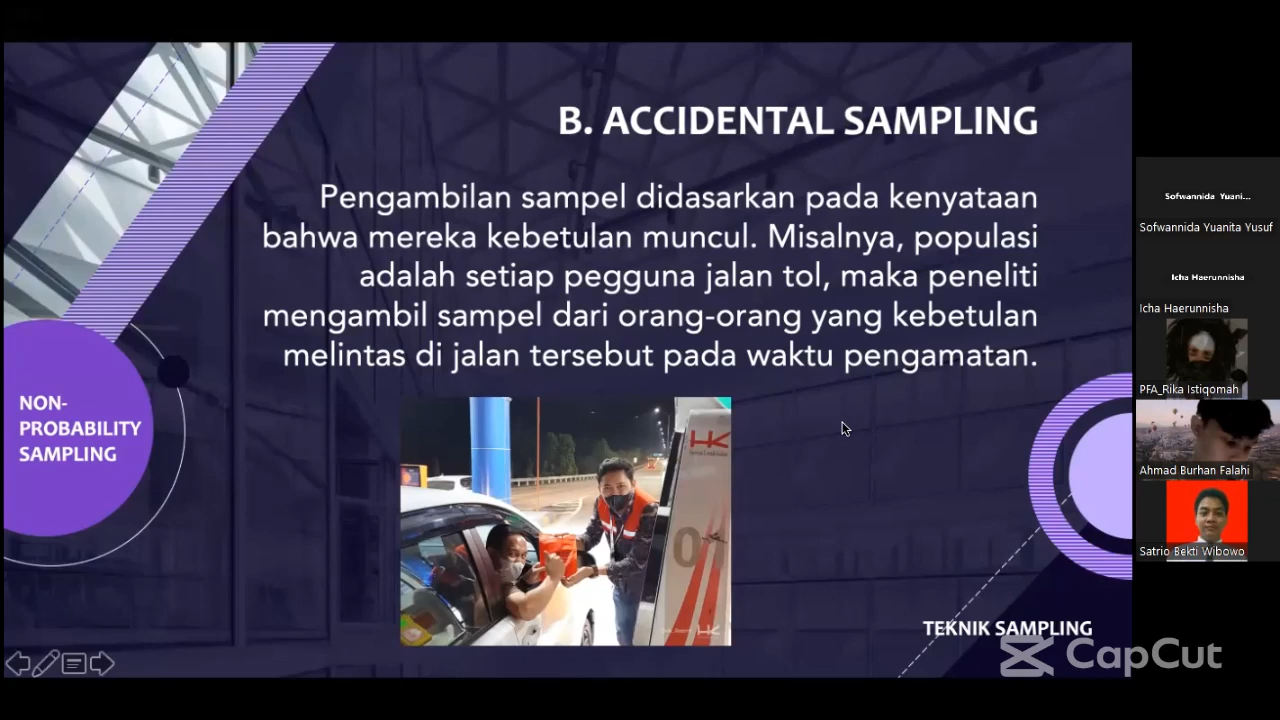 B. ACCIDENTAL SAMPLING
Pengambilan sampel didasarkan pada kenyataan
bahwa mereka kebetulan muncul. Misalnya, populasi
adalah setiap pegguna jalan tol, maka peneliti
mengambil sampel dari orang-orang yang kebetulan
melintas di jalan tersebut pada waktu pengamatan.
NON-
PROBABILITY
SAMPLING
HK
HK
TEKNIK SAMPLING
CapCut
Sofwannida Yuani...
Sofwannida Yuanita Yusuf
Icha Haerunnisha
Icha Haerunnisha
PFA_Rika Istiqomah
Ahmad Burhan Falahi
Satrio Bekti Wibowo